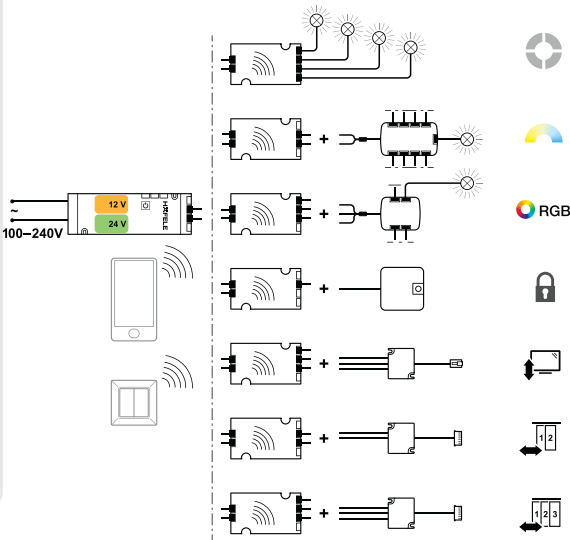 12 V
24 V
HÄFELE
~
100–240V
+
+
RGB
+
+
+
1 2
+
1 2 3
+